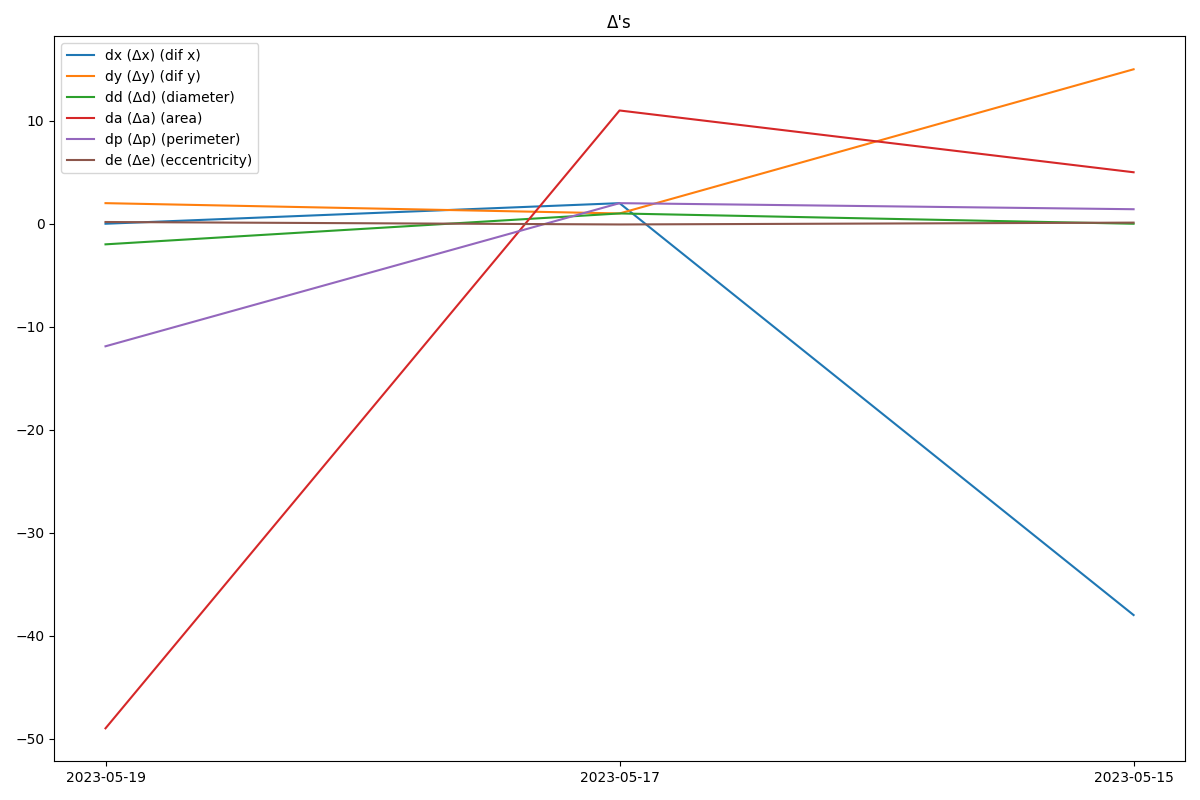 Δ's
dx (Δx) (dif x)
dy (Δy) (dif y)
dd (Δd) (diameter)
da (Δa) (area)
dp (Δp) (perimeter)
de (Δe) (eccentricity)
10
0
−10
−20
−30
−40
−50
2023-05-19 2023-05-17 2023-05-15